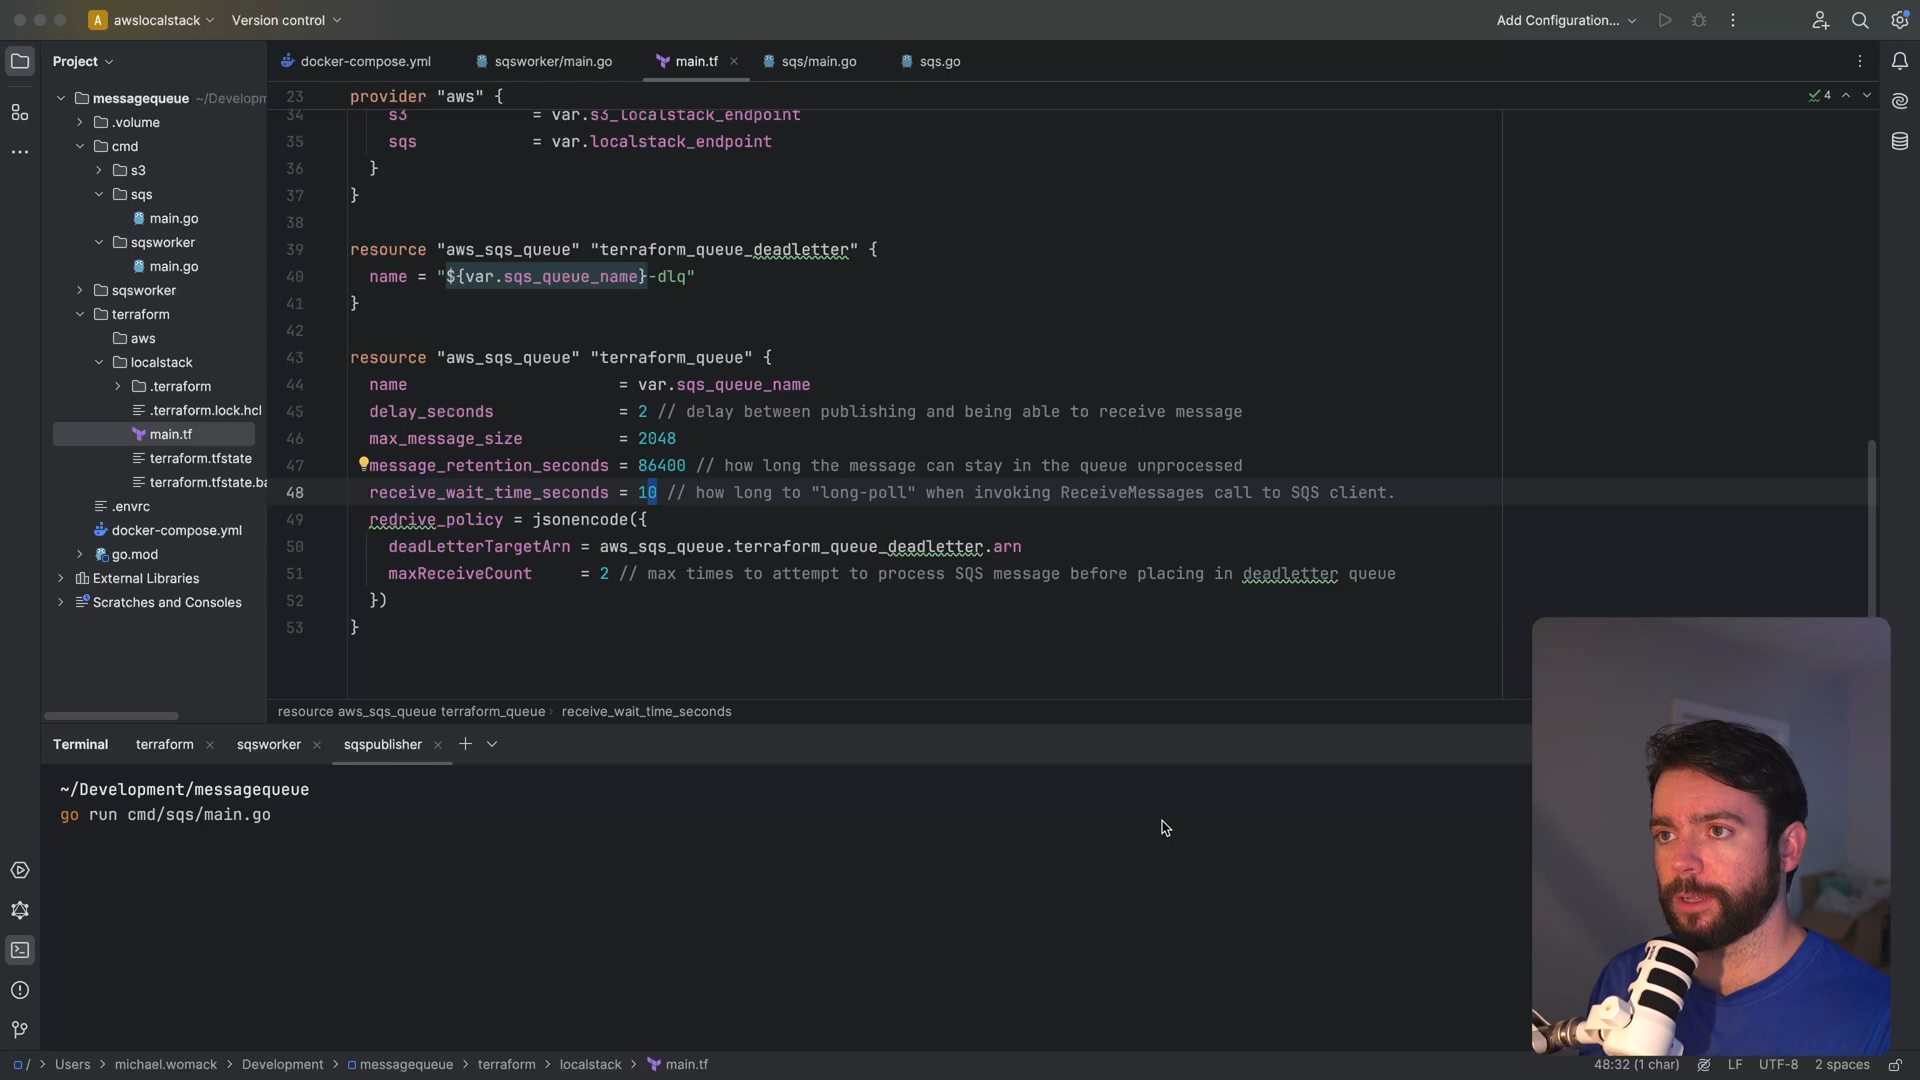 A awslocalstack Version control Add Configuration...
Project
docker-compose.yml sqsworker/main.go main.tf sqs/main.go sqs.go
messagequeue ~/Developm
.volume
cmd
s3
sqs
main.go
sqsworker
main.go
sqsworker
terraform
aws
localstack
.terraform
.terraform.lock.hcl
main.tf
terraform.tfstate
terraform.tfstate.ba
.envrc
docker-compose.yml
go.mod
External Libraries
Scratches and Consoles
23 provider "aws" {
4
34 s3 = var.s3_localstack_endpoint
35 sqs = var.localstack_endpoint
36 }
37 }
38
39 resource "aws_sqs_queue" "terraform_queue_deadletter" {
40 name = "${var.sqs_queue_name}-dlq"
41 }
42
43 resource "aws_sqs_queue" "terraform_queue" {
44 name = var.sqs_queue_name
45 delay_seconds = 2 // delay between publishing and being able to receive message
46 max_message_size = 2048
47 message_retention_seconds = 86400 // how long the message can stay in the queue unprocessed
48 receive_wait_time_seconds = 10 // how long to "long-poll" when invoking ReceiveMessages call to SQS client.
49 redrive_policy = jsonencode({
50 deadLetterTargetArn = aws_sqs_queue.terraform_queue_deadletter.arn
51 maxReceiveCount = 2 // max times to attempt to process SQS message before placing in deadletter queue
52 })
53 }
resource aws_sqs_queue terraform_queue › receive_wait_time_seconds
Terminal terraform sqsworker sqspublisher
~/Development/messagequeue
go run cmd/sqs/main.go
/ › Users › michael.womack › Development › messagequeue › terraform › localstack › main.tf
48:32 (1 char) LF UTF-8 2 spaces